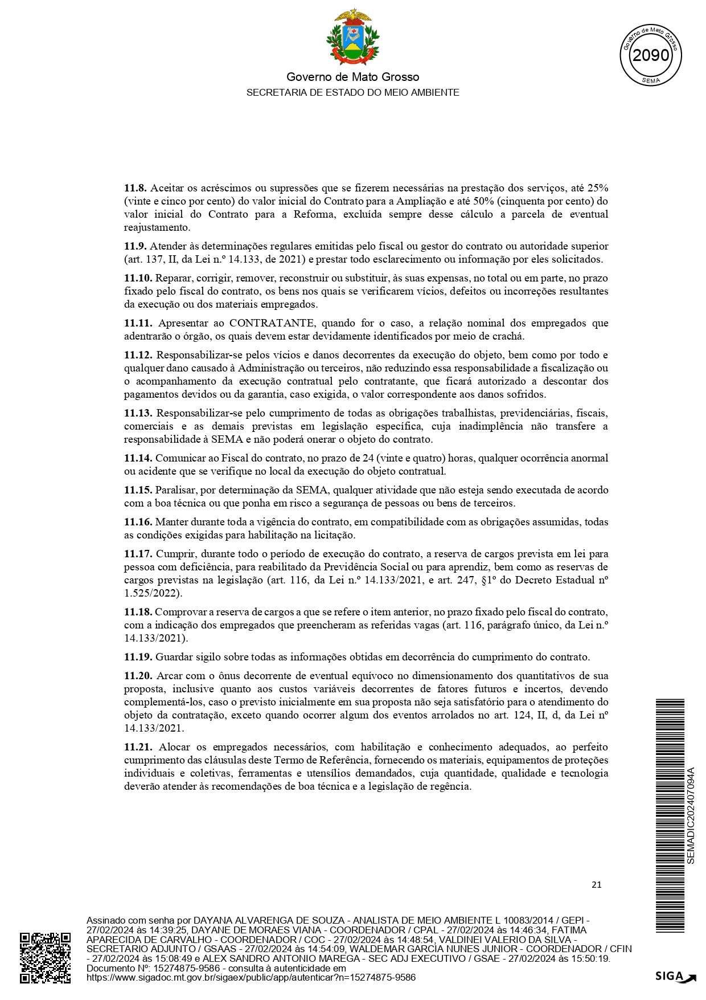 Governo de Mato Grosso
SECRETARIA DE ESTADO DO MEIO AMBIENTE
Governo de Mato Grosso
2090
SEMA
11.8. Aceitar os acréscimos ou supressões que se fizerem necessárias na prestação dos serviços, até 25%
(vinte e cinco por cento) do valor inicial do Contrato para a Ampliação e até 50% (cinquenta por cento) do
valor inicial do Contrato para a Reforma, excluída sempre desse cálculo a parcela de eventual
reajustamento.
11.9. Atender às determinações regulares emitidas pelo fiscal ou gestor do contrato ou autoridade superior
(art. 137, II, da Lei n.º 14.133, de 2021) e prestar todo esclarecimento ou informação por eles solicitados.
11.10. Reparar, corrigir, remover, reconstruir ou substituir, às suas expensas, no total ou em parte, no prazo
fixado pelo fiscal do contrato, os bens nos quais se verificarem vícios, defeitos ou incorreções resultantes
da execução ou dos materiais empregados.
11.11. Apresentar ao CONTRATANTE, quando for o caso, a relação nominal dos empregados que
adentrarão o órgão, os quais devem estar devidamente identificados por meio de crachá.
11.12. Responsabilizar-se pelos vícios e danos decorrentes da execução do objeto, bem como por todo e
qualquer dano causado à Administração ou terceiros, não reduzindo essa responsabilidade a fiscalização ou
o acompanhamento da execução contratual pelo contratante, que ficará autorizado a descontar dos
pagamentos devidos ou da garantia, caso exigida, o valor correspondente aos danos sofridos.
11.13. Responsabilizar-se pelo cumprimento de todas as obrigações trabalhistas, previdenciárias, fiscais,
comerciais e as demais previstas em legislação específica, cuja inadimplência não transfere a
responsabilidade à SEMA e não poderá onerar o objeto do contrato.
11.14. Comunicar ao Fiscal do contrato, no prazo de 24 (vinte e quatro) horas, qualquer ocorrência anormal
ou acidente que se verifique no local da execução do objeto contratual.
11.15. Paralisar, por determinação da SEMA, qualquer atividade que não esteja sendo executada de acordo
com a boa técnica ou que ponha em risco a segurança de pessoas ou bens de terceiros.
11.16. Manter durante toda a vigência do contrato, em compatibilidade com as obrigações assumidas, todas
as condições exigidas para habilitação na licitação.
11.17. Cumprir, durante todo o período de execução do contrato, a reserva de cargos prevista em lei para
pessoa com deficiência, para reabilitado da Previdência Social ou para aprendiz, bem como as reservas de
cargos previstas na legislação (art. 116, da Lei n.º 14.133/2021, e art. 247, §1º do Decreto Estadual nº
1.525/2022).
11.18. Comprovar a reserva de cargos a que se refere o item anterior, no prazo fixado pelo fiscal do contrato,
com a indicação dos empregados que preencheram as referidas vagas (art. 116, parágrafo único, da Lei n.º
14.133/2021).
11.19. Guardar sigilo sobre todas as informações obtidas em decorrência do cumprimento do contrato.
11.20. Arcar com o ônus decorrente de eventual equívoco no dimensionamento dos quantitativos de sua
proposta, inclusive quanto aos custos variáveis decorrentes de fatores futuros e incertos, devendo
complementá-los, caso o previsto inicialmente em sua proposta não seja satisfatório para o atendimento do
objeto da contratação, exceto quando ocorrer algum dos eventos arrolados no art. 124, II, d, da Lei nº
14.133/2021.
11.21. Alocar os empregados necessários, com habilitação e conhecimento adequados, ao perfeito
cumprimento das cláusulas deste Termo de Referência, fornecendo os materiais, equipamentos de proteções
individuais e coletivas, ferramentas e utensílios demandados, cuja quantidade, qualidade e tecnologia
deverão atender às recomendações de boa técnica e a legislação de regência.
SEMADIC202407094A
21
Assinado com senha por DAYANA ALVARENGA DE SOUZA - ANALISTA DE MEIO AMBIENTE L 10083/2014 / GEPI -
27/02/2024 às 14:39:25, DAYANE DE MORAES VIANA - COORDENADOR / CPAL - 27/02/2024 às 14:46:34, FATIMA
APARECIDA DE CARVALHO - COORDENADOR / COC - 27/02/2024 às 14:48:54, VALDINEI VALERIO DA SILVA -
SECRETARIO ADJUNTO / GSAAS - 27/02/2024 às 14:54:09, WALDEMAR GARCIA NUNES JUNIOR - COORDENADOR / CFIN
- 27/02/2024 às 15:08:49 e ALEX SANDRO ANTONIO MAREGA - SEC ADJ EXECUTIVO / GSAE - 27/02/2024 às 15:50:19.
Documento Nº: 15274875-9586 - consulta à autenticidade em
https://www.sigadoc.mt.gov.br/sigaex/public/app/autenticar?n=15274875-9586
SIGA